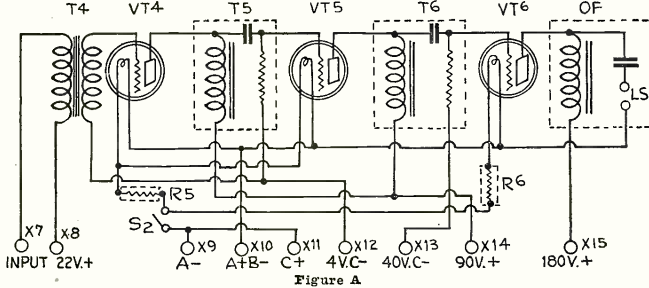 T4 VT4 T5 VT5 T6 VT6 OF
LS
R5 R6
S2
X7 X8 X9 X10 X11 X12 X13 X14 X15
INPUT 22V.+ A- A+B- C+ 4V.C- 40V.C- 90V.+ 180V.+
Figure A